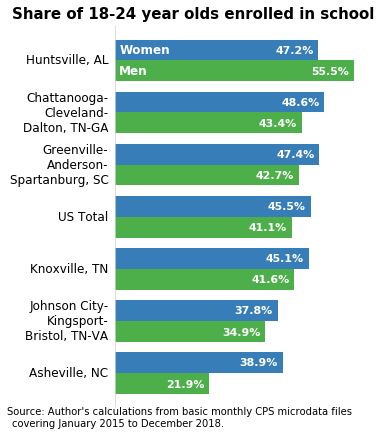 Share of 18-24 year olds enrolled in school
Huntsville, AL
Women
47.2%
Men
55.5%
Chattanooga-
Cleveland-
Dalton, TN-GA
48.6%
43.4%
Greenville-
Anderson-
Spartanburg, SC
47.4%
42.7%
US Total
45.5%
41.1%
Knoxville, TN
45.1%
41.6%
Johnson City-
Kingsport-
Bristol, TN-VA
37.8%
34.9%
Asheville, NC
38.9%
21.9%
Source: Author's calculations from basic monthly CPS microdata files
covering January 2015 to December 2018.